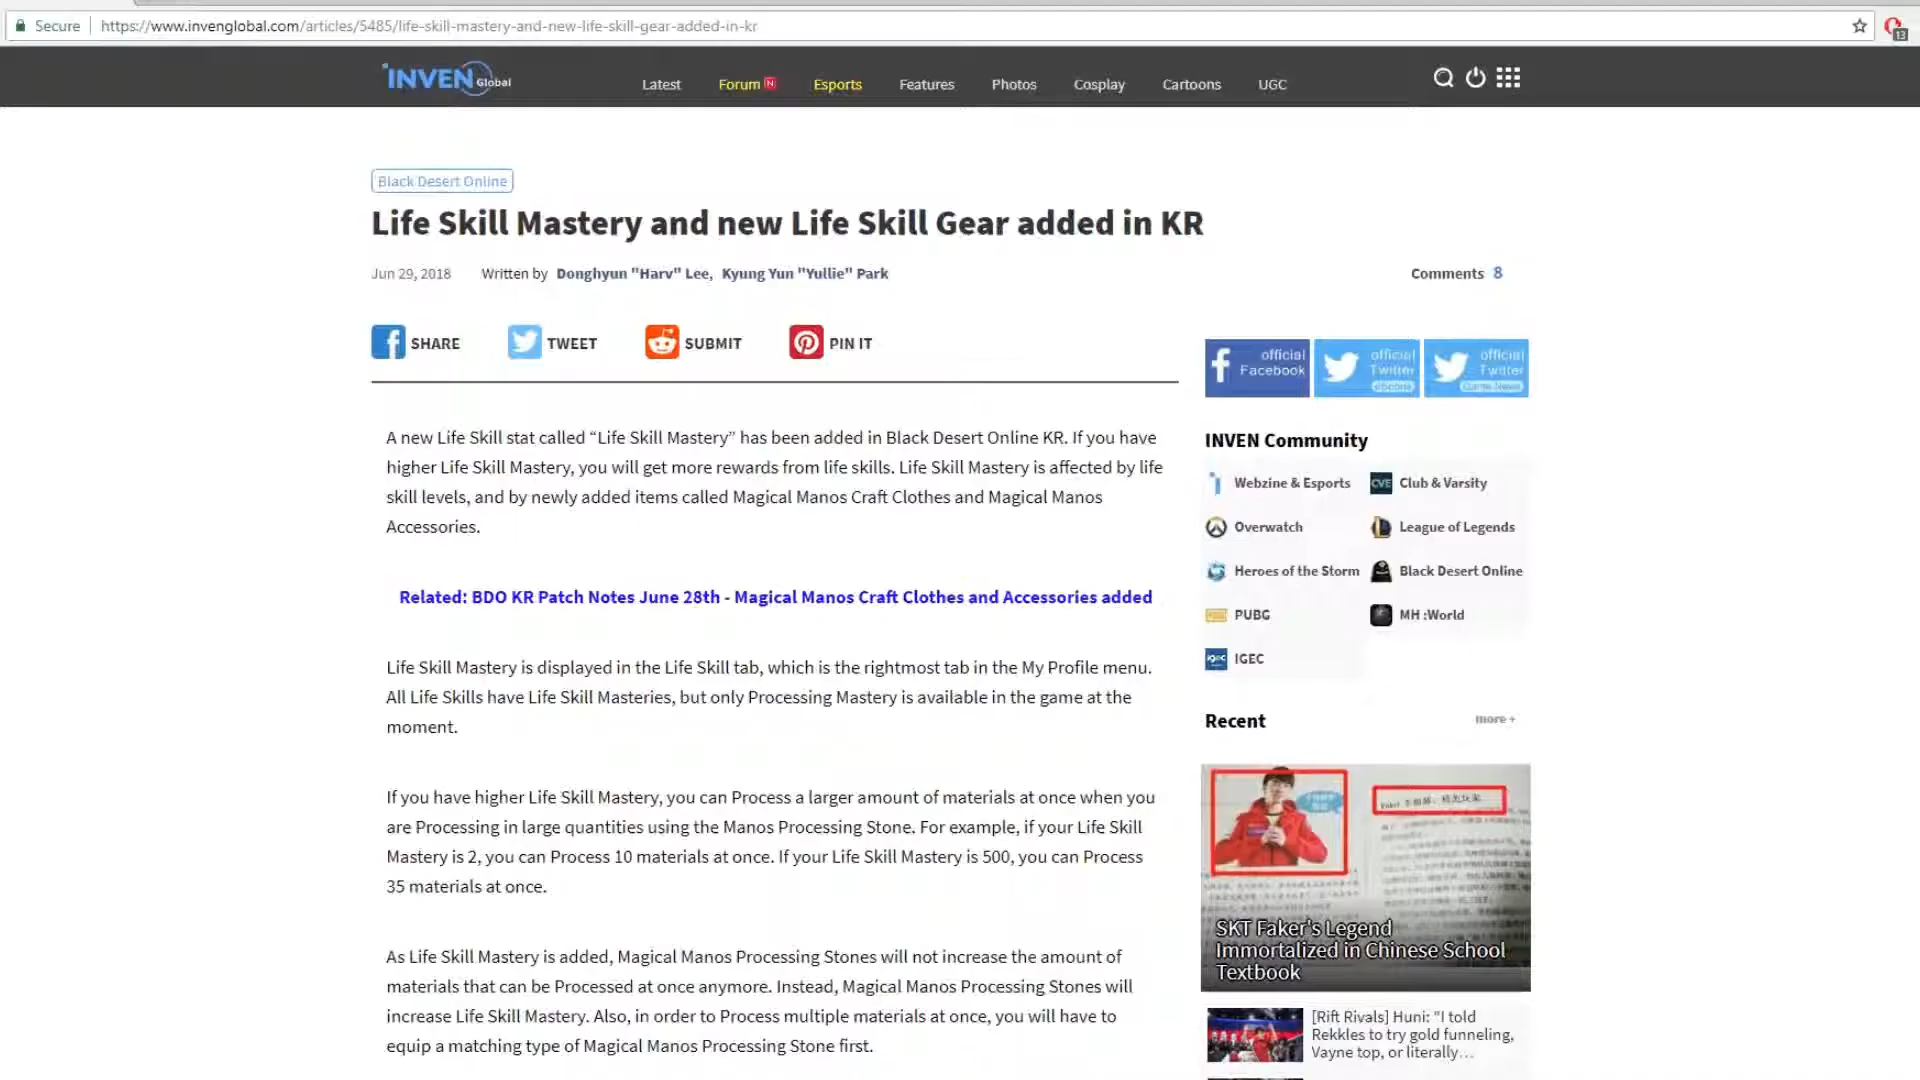 Secure
https://www.invenglobal.com/articles/5485/life-skill-mastery-and-new-life-skill-gear-added-in-kr
13
INVEN Global
Latest
Forum N
Esports
Features
Photos
Cosplay
Cartoons
UGC
Black Desert Online
Life Skill Mastery and new Life Skill Gear added in KR
Jun 29, 2018 Written by Donghyun "Harv" Lee, Kyung Yun "Yullie" Park
Comments 8
SHARE
TWEET
SUBMIT
PIN IT
A new Life Skill stat called “Life Skill Mastery” has been added in Black Desert Online KR. If you have
higher Life Skill Mastery, you will get more rewards from life skills. Life Skill Mastery is affected by life
skill levels, and by newly added items called Magical Manos Craft Clothes and Magical Manos
Accessories.
Related: BDO KR Patch Notes June 28th - Magical Manos Craft Clothes and Accessories added
Life Skill Mastery is displayed in the Life Skill tab, which is the rightmost tab in the My Profile menu.
All Life Skills have Life Skill Masteries, but only Processing Mastery is available in the game at the
moment.
If you have higher Life Skill Mastery, you can Process a larger amount of materials at once when you
are Processing in large quantities using the Manos Processing Stone. For example, if your Life Skill
Mastery is 2, you can Process 10 materials at once. If your Life Skill Mastery is 500, you can Process
35 materials at once.
As Life Skill Mastery is added, Magical Manos Processing Stones will not increase the amount of
materials that can be Processed at once anymore. Instead, Magical Manos Processing Stones will
increase Life Skill Mastery. Also, in order to Process multiple materials at once, you will have to
equip a matching type of Magical Manos Processing Stone first.
official
Facebook
official
Twitter
eSports
official
Twitter
Game News
INVEN Community
Webzine & Esports
CVE Club & Varsity
Overwatch
League of Legends
Heroes of the Storm
Black Desert Online
PUBG
MH :World
igec IGEC
Recent
more +
SKT Faker's Legend
Immortalized in Chinese School
Textbook
[Rift Rivals] Huni: "I told
Rekkles to try gold funneling,
Vayne top, or literally…